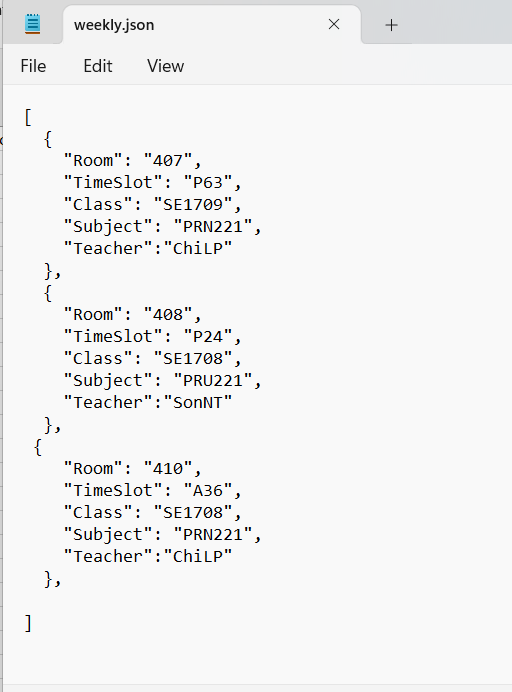 weekly.json
File Edit View
[
  {
    "Room": "407",
    "TimeSlot": "P63",
    "Class": "SE1709",
    "Subject": "PRN221",
    "Teacher":"ChiLP"
  },
  {
    "Room": "408",
    "TimeSlot": "P24",
    "Class": "SE1708",
    "Subject": "PRU221",
    "Teacher":"SonNT"
  },
 {
    "Room": "410",
    "TimeSlot": "A36",
    "Class": "SE1708",
    "Subject": "PRN221",
    "Teacher":"ChiLP"
  },

]